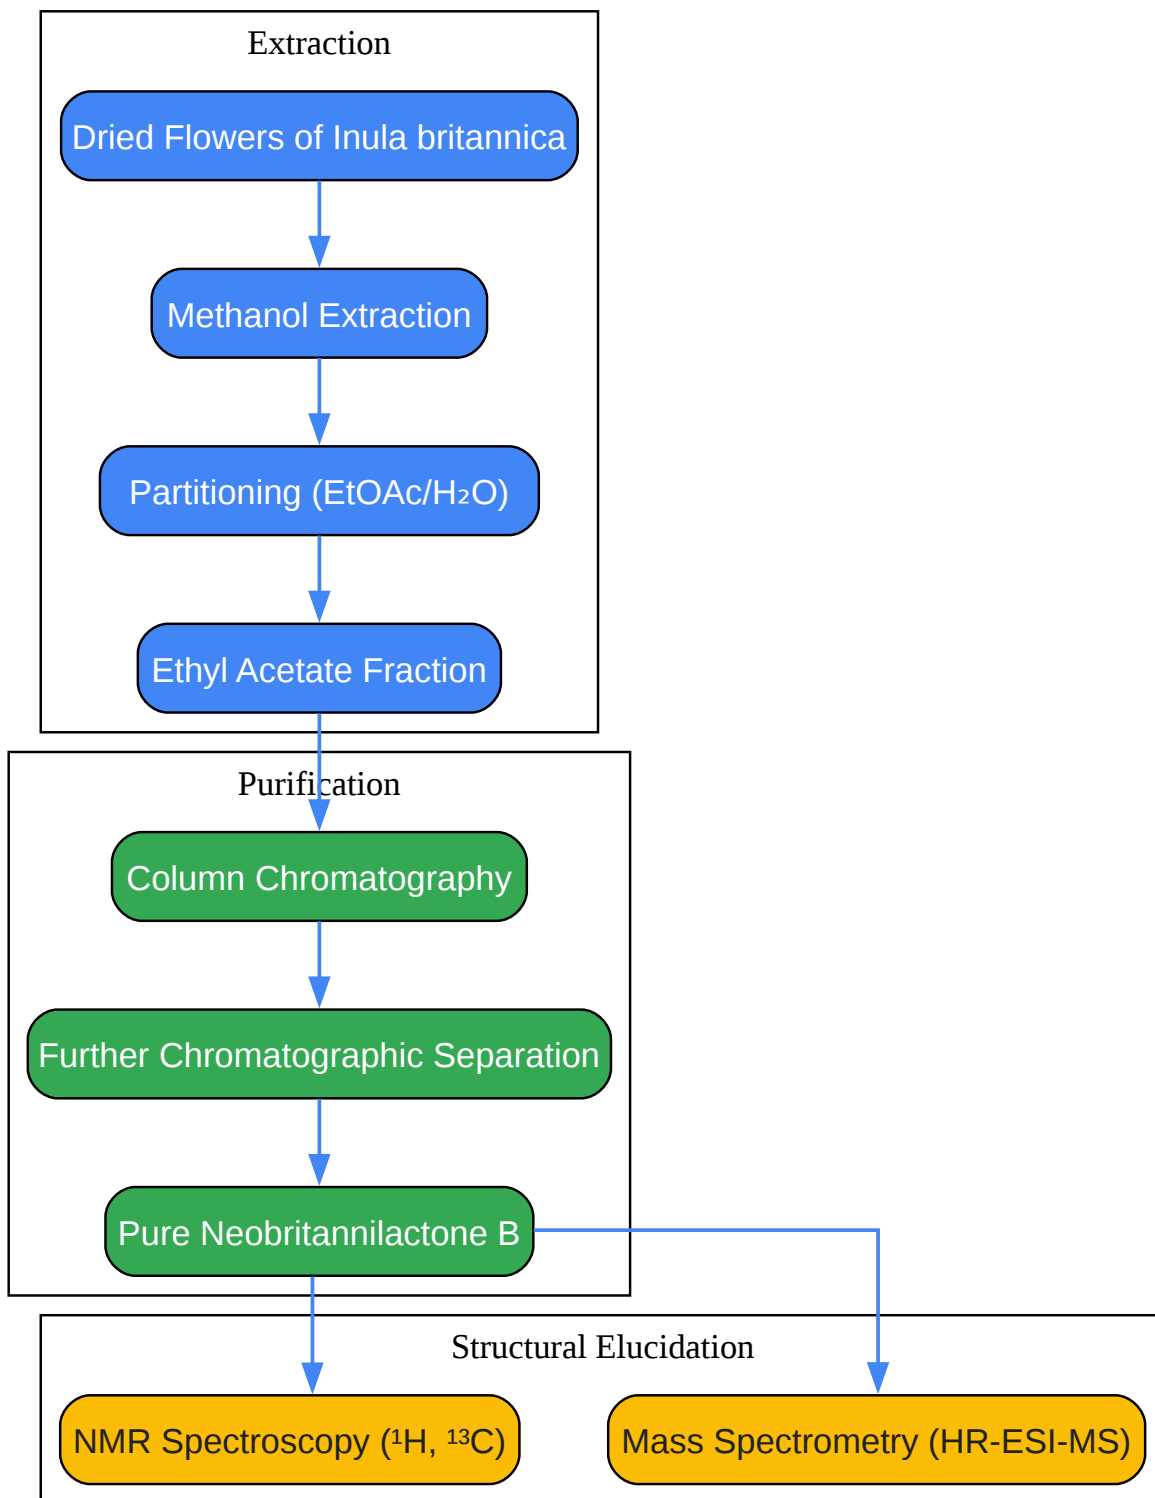 Extraction
Dried Flowers of Inula britannica
Methanol Extraction
Partitioning (EtOAc/H₂O)
Ethyl Acetate Fraction
Purification
Column Chromatography
Further Chromatographic Separation
Pure Neobritannilactone B
Structural Elucidation
NMR Spectroscopy (¹H, ¹³C)
Mass Spectrometry (HR-ESI-MS)